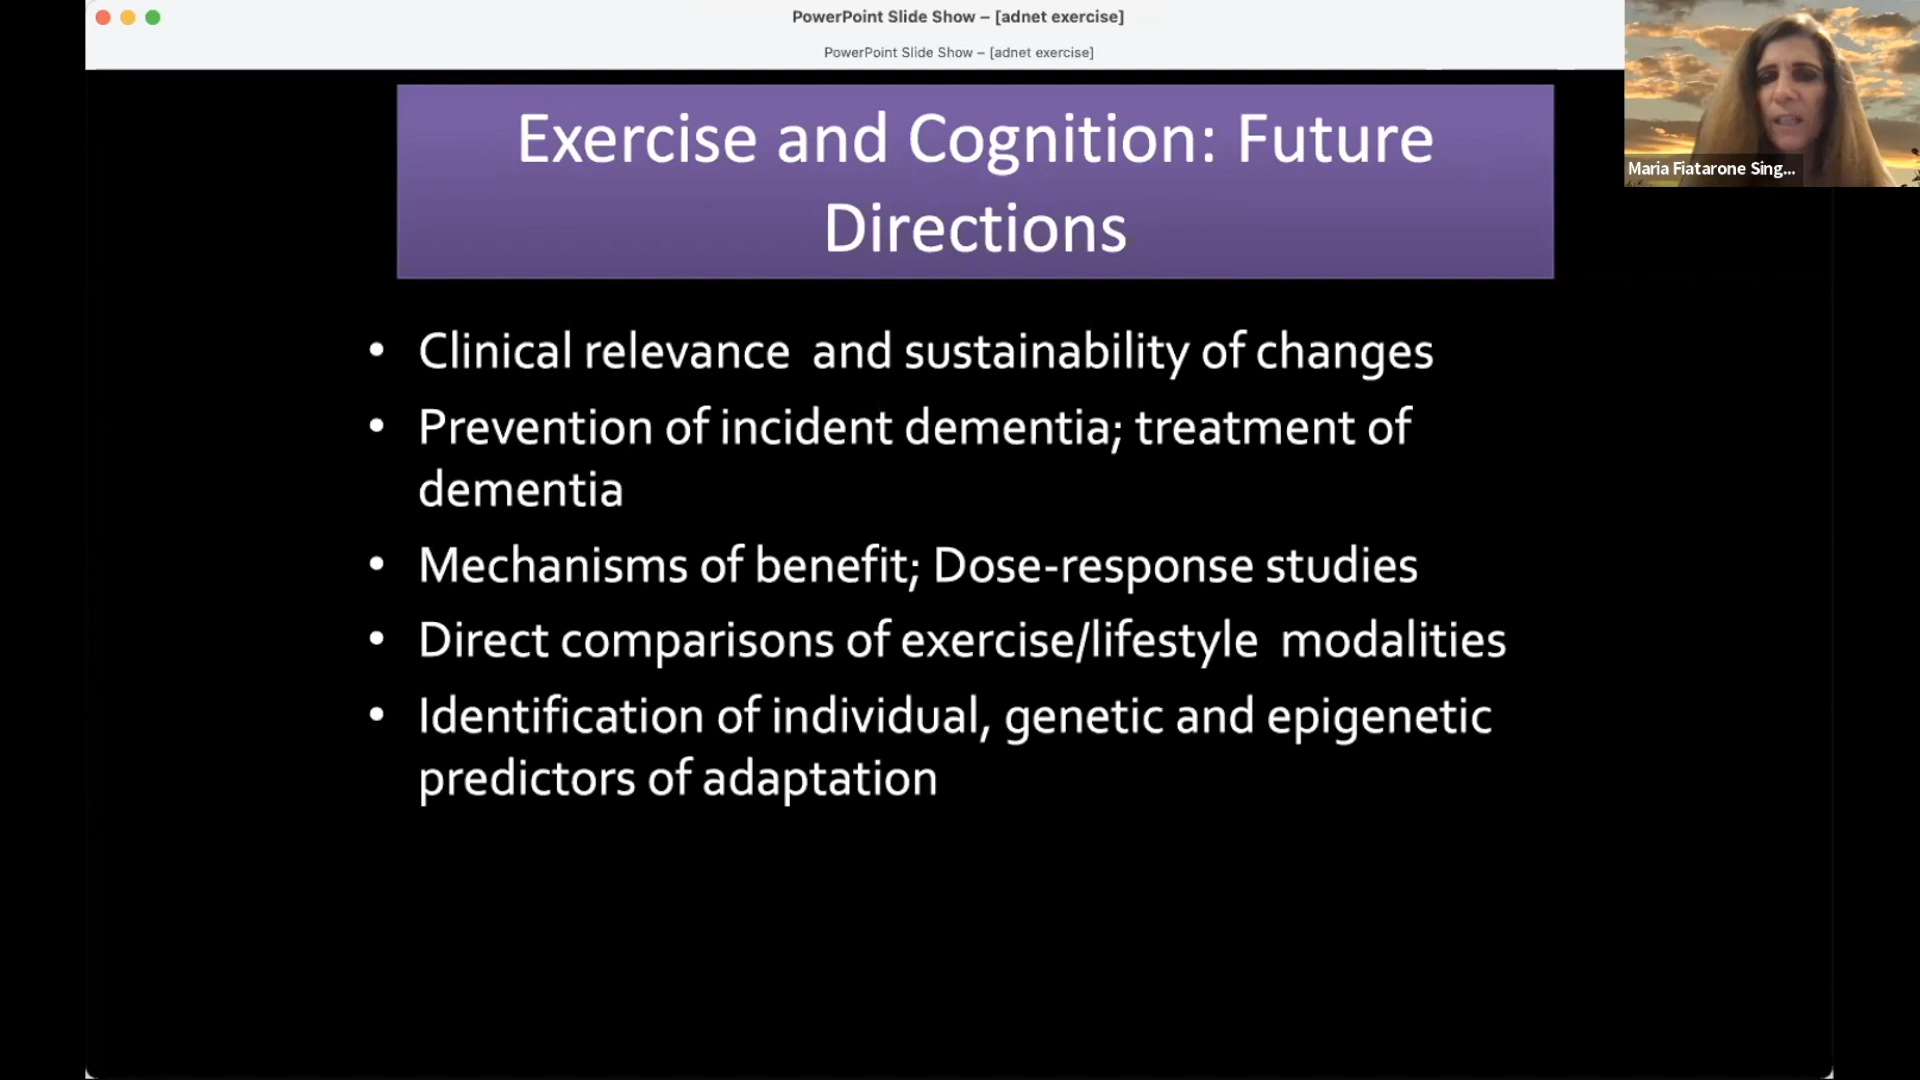 PowerPoint Slide Show – [adnet exercise]
PowerPoint Slide Show – [adnet exercise]
Maria Fiatarone Sing...
Exercise and Cognition: Future
Directions
• Clinical relevance and sustainability of changes
• Prevention of incident dementia; treatment of
dementia
• Mechanisms of benefit; Dose-response studies
• Direct comparisons of exercise/lifestyle modalities
• Identification of individual, genetic and epigenetic
predictors of adaptation